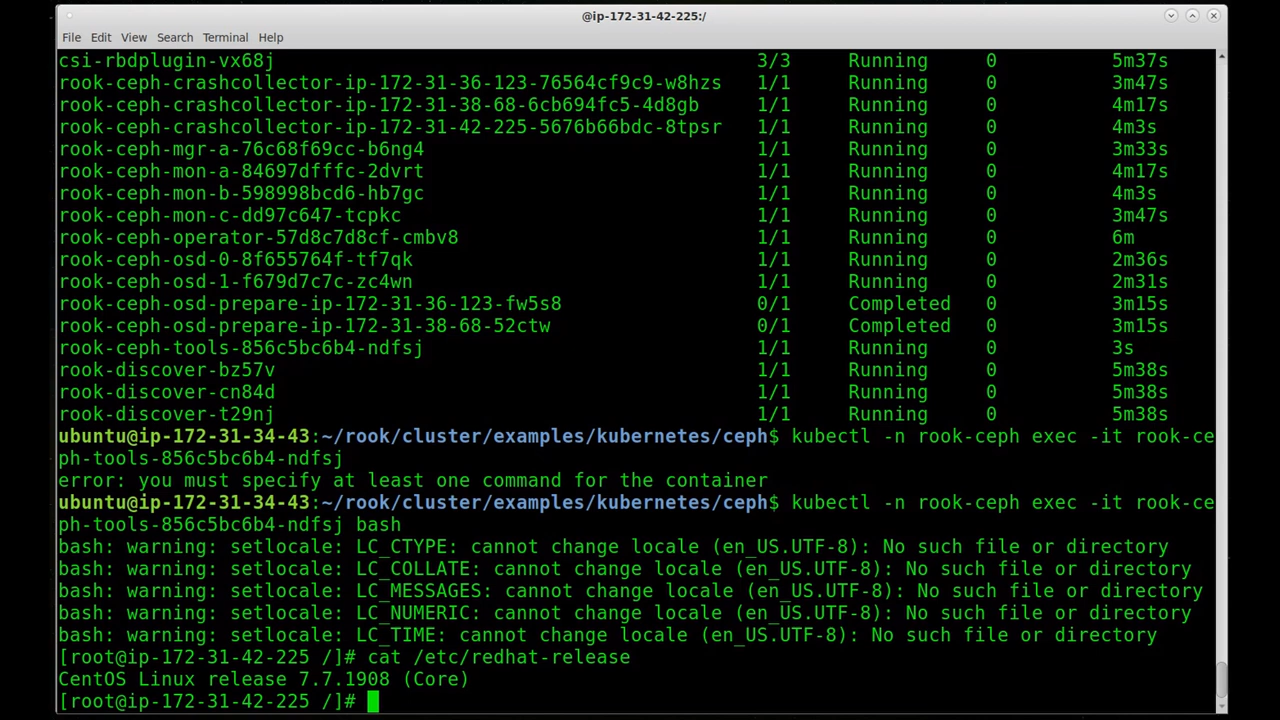 @ip-172-31-42-225:/
File Edit View Search Terminal Help
csi-rbdplugin-vx68j 3/3 Running 0 5m37s
rook-ceph-crashcollector-ip-172-31-36-123-76564cf9c9-w8hzs 1/1 Running 0 3m47s
rook-ceph-crashcollector-ip-172-31-38-68-6cb694fc5-4d8gb 1/1 Running 0 4m17s
rook-ceph-crashcollector-ip-172-31-42-225-5676b66bdc-8tpsr 1/1 Running 0 4m3s
rook-ceph-mgr-a-76c68f69cc-b6ng4 1/1 Running 0 3m33s
rook-ceph-mon-a-84697dfffc-2dvrt 1/1 Running 0 4m17s
rook-ceph-mon-b-598998bcd6-hb7gc 1/1 Running 0 4m3s
rook-ceph-mon-c-dd97c647-tcpkc 1/1 Running 0 3m47s
rook-ceph-operator-57d8c7d8cf-cmbv8 1/1 Running 0 6m
rook-ceph-osd-0-8f655764f-tf7qk 1/1 Running 0 2m36s
rook-ceph-osd-1-f679d7c7c-zc4wn 1/1 Running 0 2m31s
rook-ceph-osd-prepare-ip-172-31-36-123-fw5s8 0/1 Completed 0 3m15s
rook-ceph-osd-prepare-ip-172-31-38-68-52ctw 0/1 Completed 0 3m15s
rook-ceph-tools-856c5bc6b4-ndfsj 1/1 Running 0 3s
rook-discover-bz57v 1/1 Running 0 5m38s
rook-discover-cn84d 1/1 Running 0 5m38s
rook-discover-t29nj 1/1 Running 0 5m38s
ubuntu@ip-172-31-34-43:~/rook/cluster/examples/kubernetes/ceph$ kubectl -n rook-ceph exec -it rook-ce
ph-tools-856c5bc6b4-ndfsj
error: you must specify at least one command for the container
ubuntu@ip-172-31-34-43:~/rook/cluster/examples/kubernetes/ceph$ kubectl -n rook-ceph exec -it rook-ce
ph-tools-856c5bc6b4-ndfsj bash
bash: warning: setlocale: LC_CTYPE: cannot change locale (en_US.UTF-8): No such file or directory
bash: warning: setlocale: LC_COLLATE: cannot change locale (en_US.UTF-8): No such file or directory
bash: warning: setlocale: LC_MESSAGES: cannot change locale (en_US.UTF-8): No such file or directory
bash: warning: setlocale: LC_NUMERIC: cannot change locale (en_US.UTF-8): No such file or directory
bash: warning: setlocale: LC_TIME: cannot change locale (en_US.UTF-8): No such file or directory
[root@ip-172-31-42-225 /]# cat /etc/redhat-release
CentOS Linux release 7.7.1908 (Core)
[root@ip-172-31-42-225 /]#